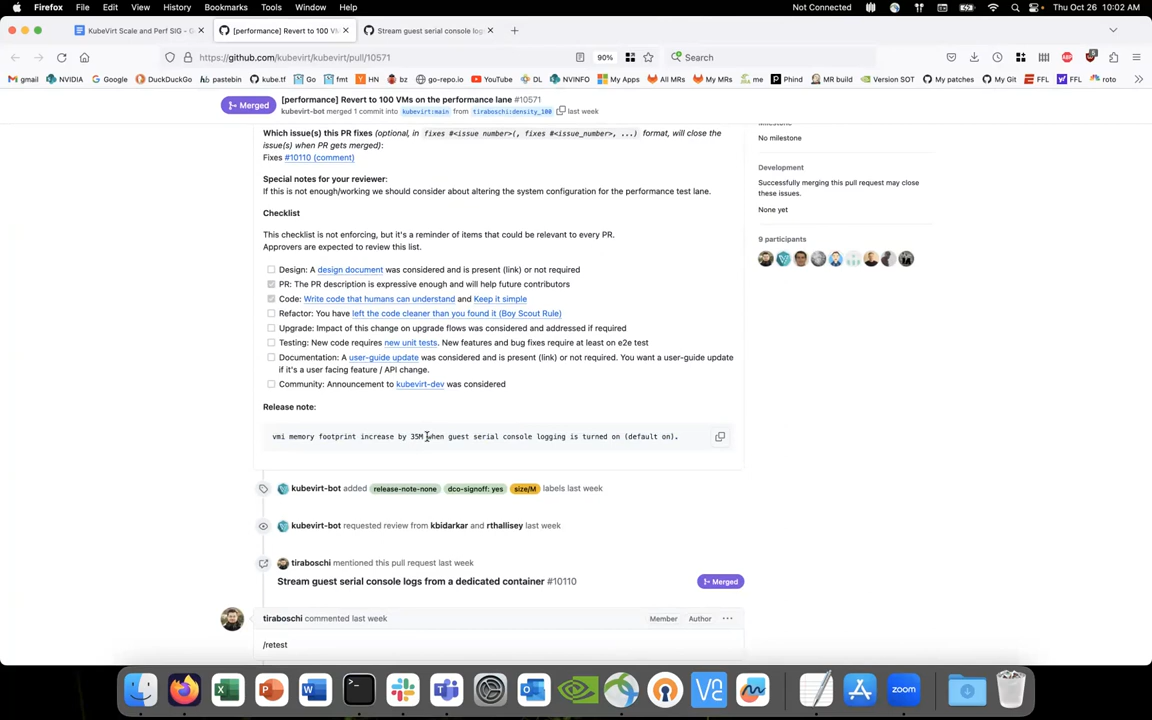 Firefox File Edit View History Bookmarks Tools Window Help Not Connected Thu Oct 26 10:02 AM
KubeVirt Scale and Perf SIG - [performance] Revert to 100 VM Stream guest serial console log
https://github.com/kubevirt/kubevirt/pull/10571 90% Search
gmail NVIDIA Google DuckDuckGo pastebin kube.tf Go fmt HN bz go-repo.io YouTube DL NVINFO My Apps All MRs My MRs me Phind MR build Version SOT My patches My Git FFL FFL roto
Merged [performance] Revert to 100 VMs on the performance lane #10571
kubevirt-bot merged 1 commit into kubevirt:main from tiraboschi:density_100 last week
Milestone
No milestone
Which issue(s) this PR fixes (optional, in fixes #<issue number>(, fixes #<issue_number>, ...) format, will close the
issue(s) when PR gets merged):
Fixes #10110 (comment)
Special notes for your reviewer:
If this is not enough/working we should consider about altering the system configuration for the performance test lane.
Checklist
This checklist is not enforcing, but it's a reminder of items that could be relevant to every PR.
Approvers are expected to review this list.
Design: A design document was considered and is present (link) or not required
PR: The PR description is expressive enough and will help future contributors
Code: Write code that humans can understand and Keep it simple
Refactor: You have left the code cleaner than you found it (Boy Scout Rule)
Upgrade: Impact of this change on upgrade flows was considered and addressed if required
Testing: New code requires new unit tests. New features and bug fixes require at least on e2e test
Documentation: A user-guide update was considered and is present (link) or not required. You want a user-guide update
if it's a user facing feature / API change.
Community: Announcement to kubevirt-dev was considered
Release note:
vmi memory footprint increase by 35M when guest serial console logging is turned on (default on).
kubevirt-bot added release-note-none dco-signoff: yes size/M labels last week
kubevirt-bot requested review from kbidarkar and rthallisey last week
tiraboschi mentioned this pull request last week
Stream guest serial console logs from a dedicated container #10110 Merged
tiraboschi commented last week Member Author
/retest
Development
Successfully merging this pull request may close
these issues.
None yet
9 participants
zoom